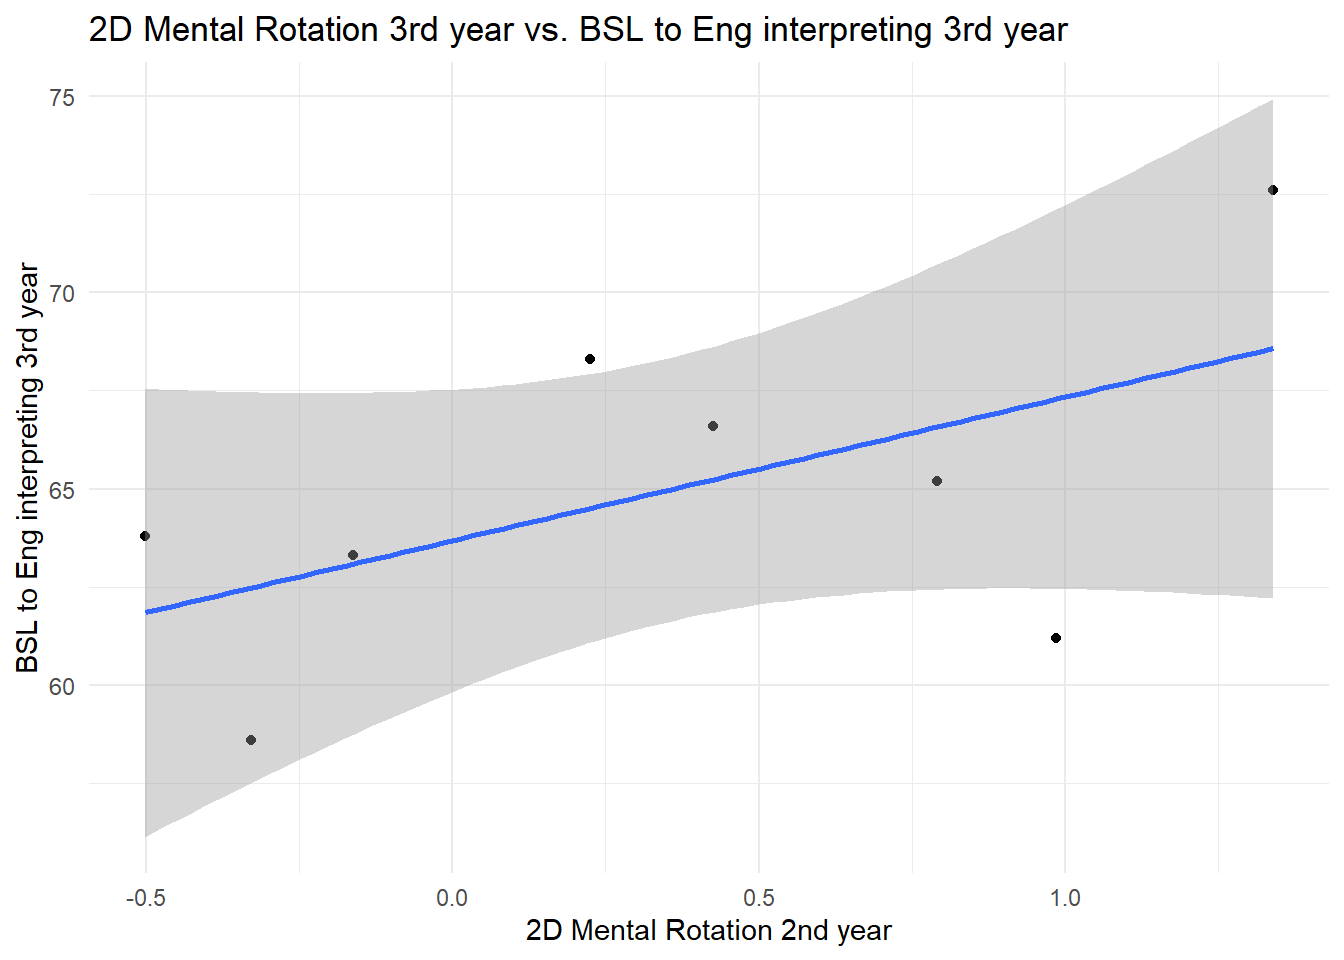 2D Mental Rotation 3rd year vs. BSL to Eng interpreting 3rd year
BSL to Eng interpreting 3rd year
75
70
65
60
-0.5
0.0
0.5
1.0
2D Mental Rotation 2nd year